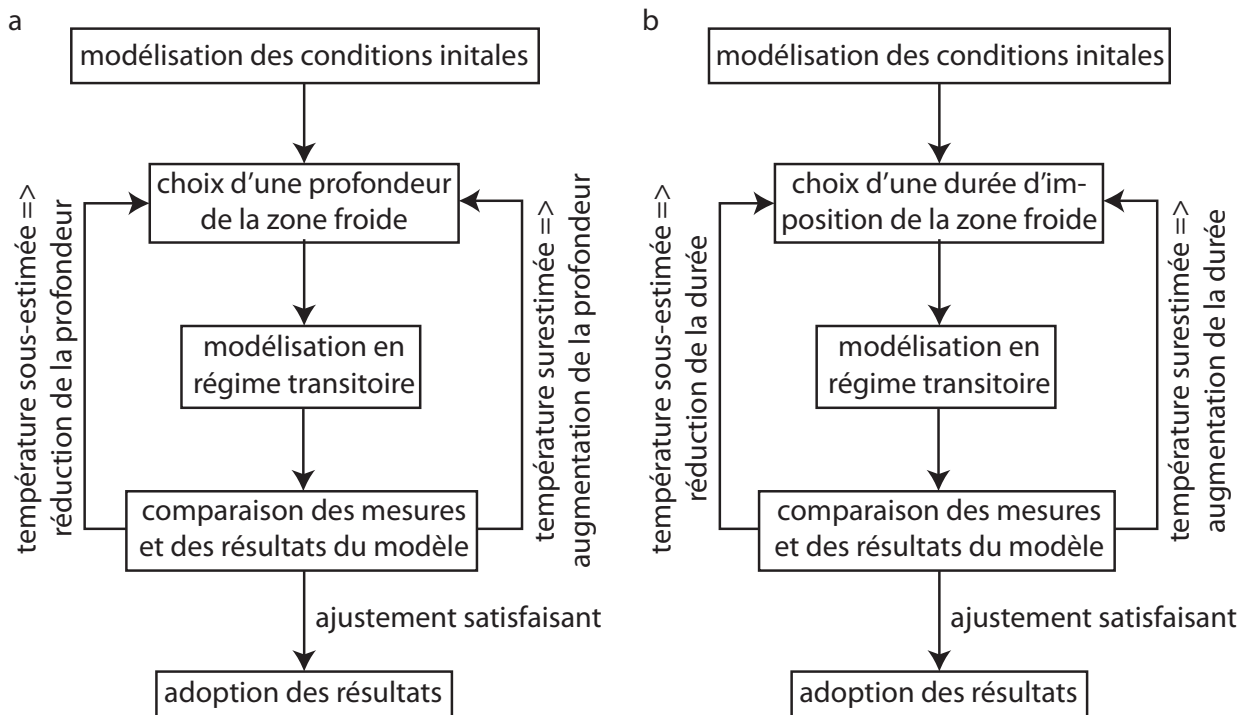 a
modélisation des conditions initales
choix d'une profondeur
de la zone froide
température sous-estimée =>
réduction de la profondeur
température surestimée =>
augmentation de la profondeur
modélisation en
régime transitoire
comparaison des mesures
et des résultats du modèle
ajustement satisfaisant
adoption des résultats
b
modélisation des conditions initales
choix d'une durée d'im-
position de la zone froide
température sous-estimée =>
réduction de la durée
température surestimée =>
augmentation de la durée
modélisation en
régime transitoire
comparaison des mesures
et des résultats du modèle
ajustement satisfaisant
adoption des résultats